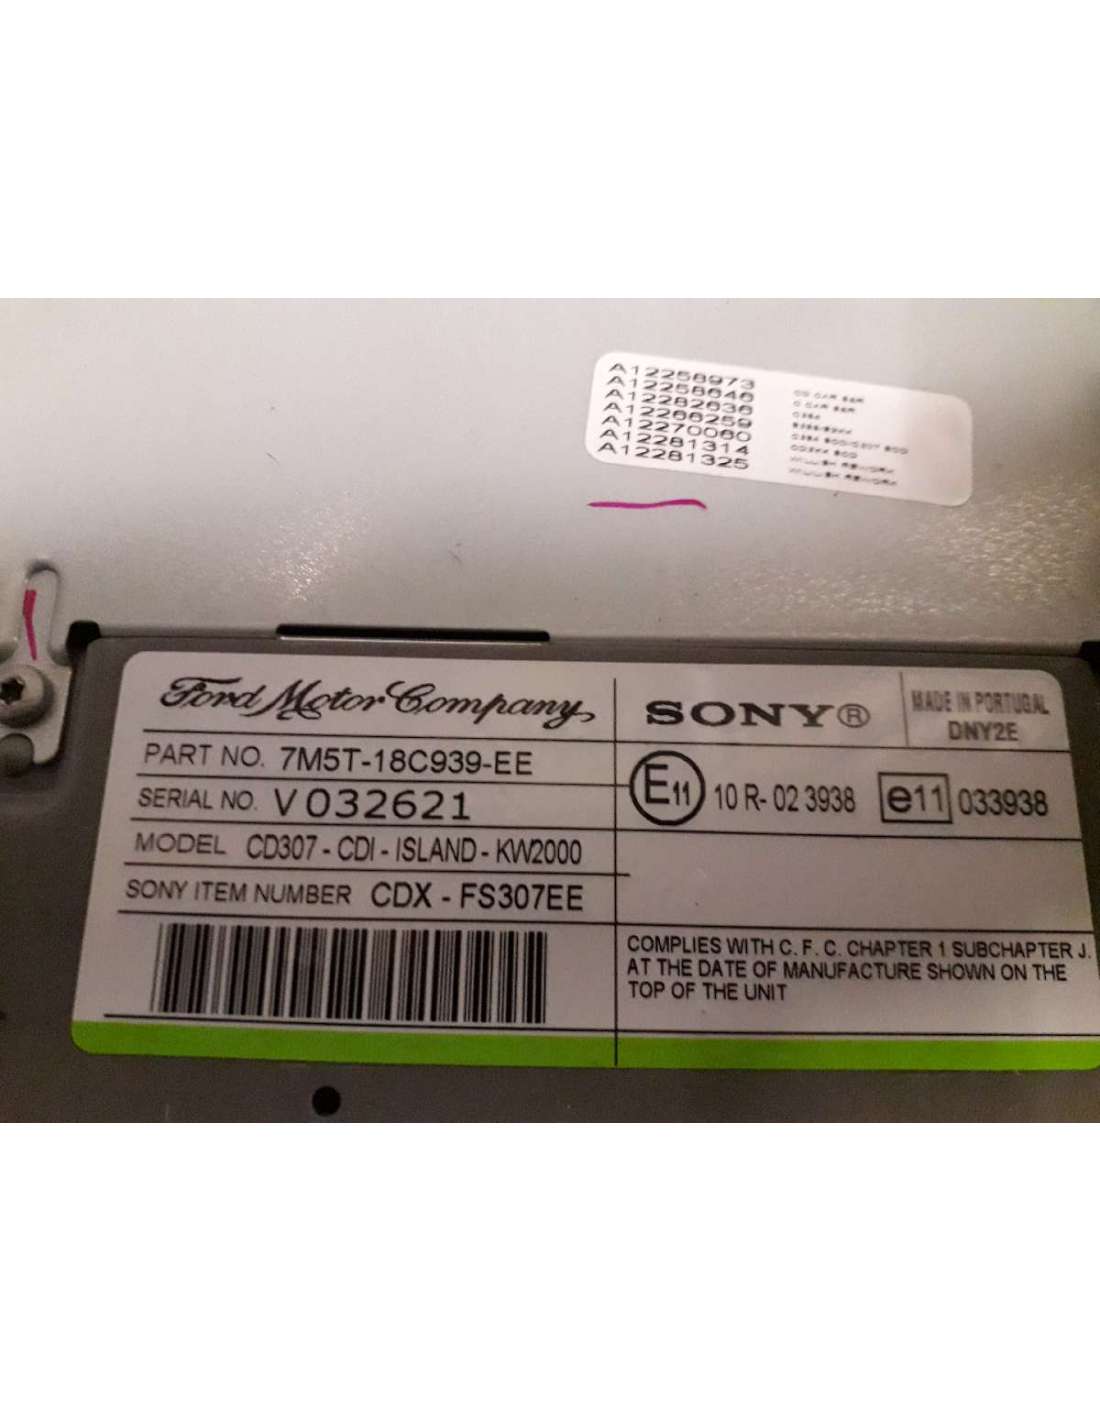 A12258973
A12258646
A12282636
A12266259
A12270060
A12281314
A12281325
Ford Motor Company
SONY®
MADE IN PORTUGAL
DNY2E
PART NO. 7M5T-18C939-EE
SERIAL NO. V032621
MODEL CD307 - CDI - ISLAND - KW2000
SONY ITEM NUMBER CDX - FS307EE
E11 10 R- 02 3938 e11 033938
COMPLIES WITH C. F. C. CHAPTER 1 SUBCHAPTER J.
AT THE DATE OF MANUFACTURE SHOWN ON THE
TOP OF THE UNIT